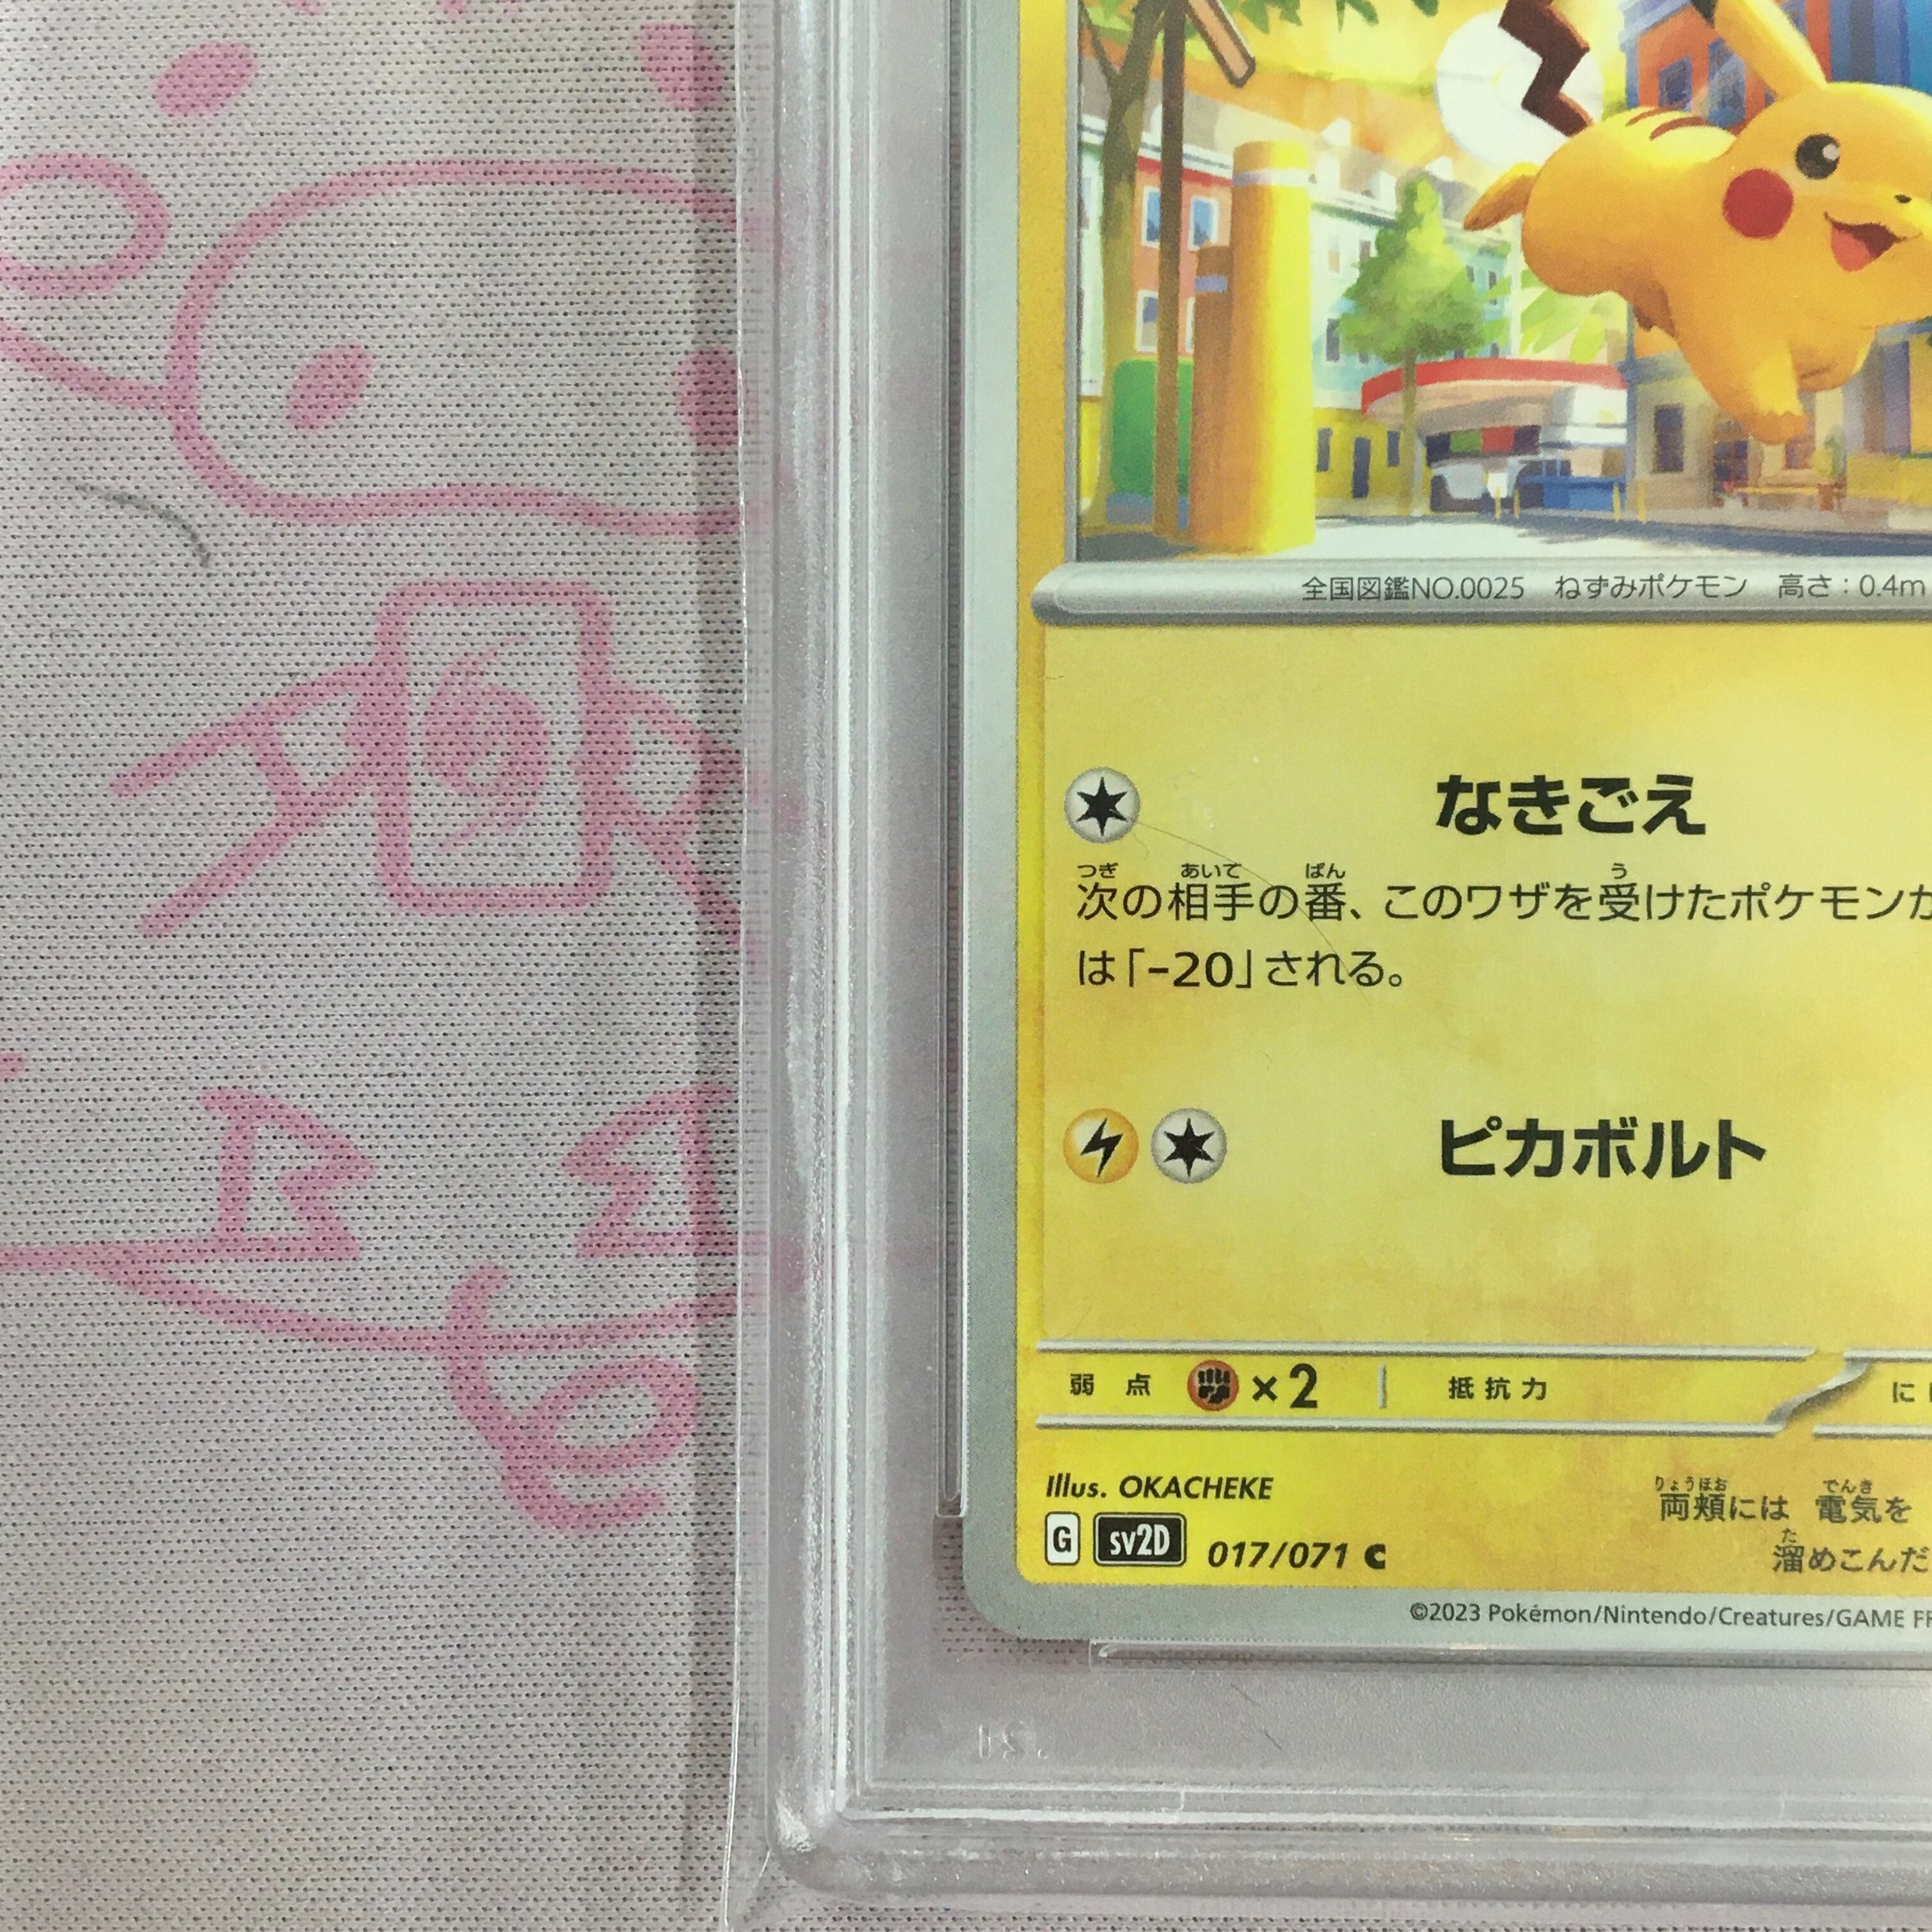 全国図鑑NO.0025 ねずみポケモン 高さ:0.4m
なきごえ
つぎ あいて ばん う
次の相手の番、このワザを受けたポケモンが
は「-20」される。
ピカボルト
弱点 ×2 抵抗力 に
Illus. OKACHEKE
りょうほお でんき
両頬には 電気を
G sv2D 017/071 C
た
溜めこんだ
©2023 Pokémon/Nintendo/Creatures/GAME FR